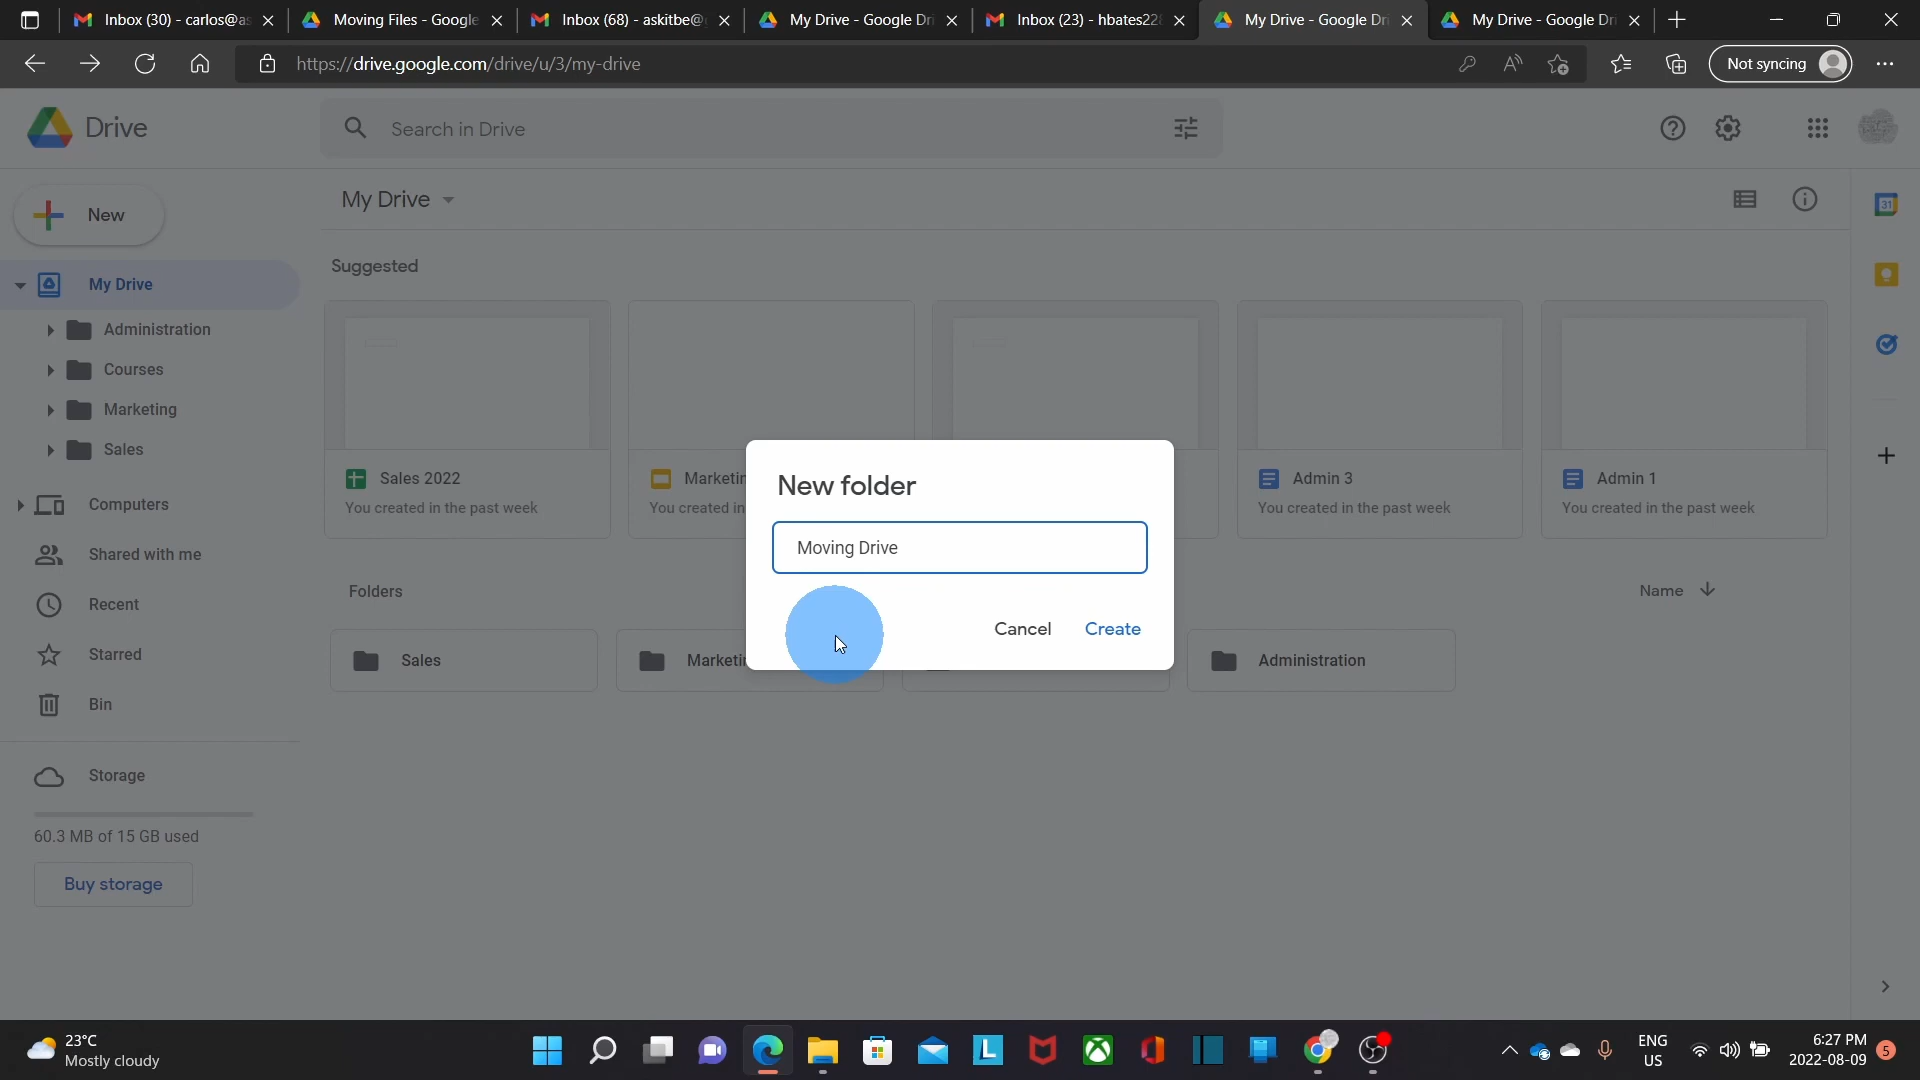 Inbox (30) - carlos@as
Moving Files - Google
Inbox (68) - askitbe@
My Drive - Google Dri
Inbox (23) - hbates22
My Drive - Google Dri
My Drive - Google Dri
https://drive.google.com/drive/u/3/my-drive
Not syncing
Drive
Search in Drive
New
My Drive
My Drive
Administration
Courses
Marketing
Sales
Computers
Shared with me
Recent
Starred
Bin
Storage
60.3 MB of 15 GB used
Buy storage
Suggested
Sales 2022
You created in the past week
Marketin
You created in
Admin 3
You created in the past week
Admin 1
You created in the past week
Folders
Name
Sales
Marketi
Administration
New folder
Moving Drive
Cancel
Create
31
23°C
Mostly cloudy
L
ENG
US
6:27 PM
2022-08-09
5